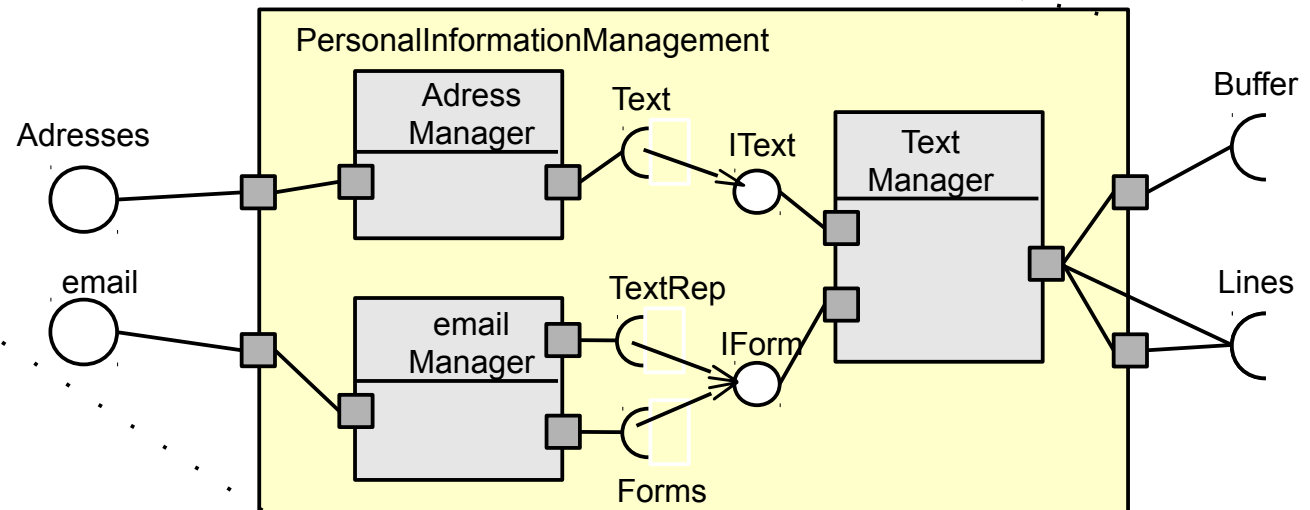 PersonalInformationManagement
Adresses
Adress
Manager
Text
IText
Text
Manager
Buffer
email
email
Manager
TextRep
IForm
Lines
Forms